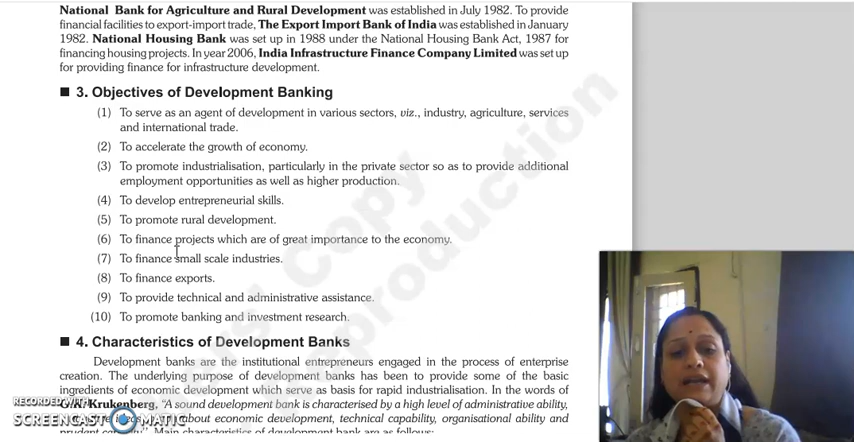 National Bank for Agriculture and Rural Development was established in July 1982. To provide
financial facilities to export-import trade, The Export Import Bank of India was established in January
1982. National Housing Bank was set up in 1988 under the National Housing Bank Act, 1987 for
financing housing projects. In year 2006, India Infrastructure Finance Company Limited was set up
for providing finance for infrastructure development.
■ 3. Objectives of Development Banking
(1) To serve as an agent of development in various sectors, viz., industry, agriculture, services
and international trade.
(2) To accelerate the growth of economy.
(3) To promote industrialisation, particularly in the private sector so as to provide additional
employment opportunities as well as higher production.
(4) To develop entrepreneurial skills.
(5) To promote rural development.
(6) To finance projects which are of great importance to the economy.
(7) To finance small scale industries.
(8) To finance exports.
(9) To provide technical and administrative assistance.
(10) To promote banking and investment research.
■ 4. Characteristics of Development Banks
Development banks are the institutional entrepreneurs engaged in the process of enterprise
creation. The underlying purpose of development banks has been to provide some of the basic
ingredients of economic development which serve as basis for rapid industrialisation. In the words of
Krukenberg, "A sound development bank is characterised by a high level of administrative ability,
about economic development, technical capability, organisational ability and
Main characteristics of development bank are as follows:
RECORDED WITH
SCREENCAST MATIC
Copy
reproduction